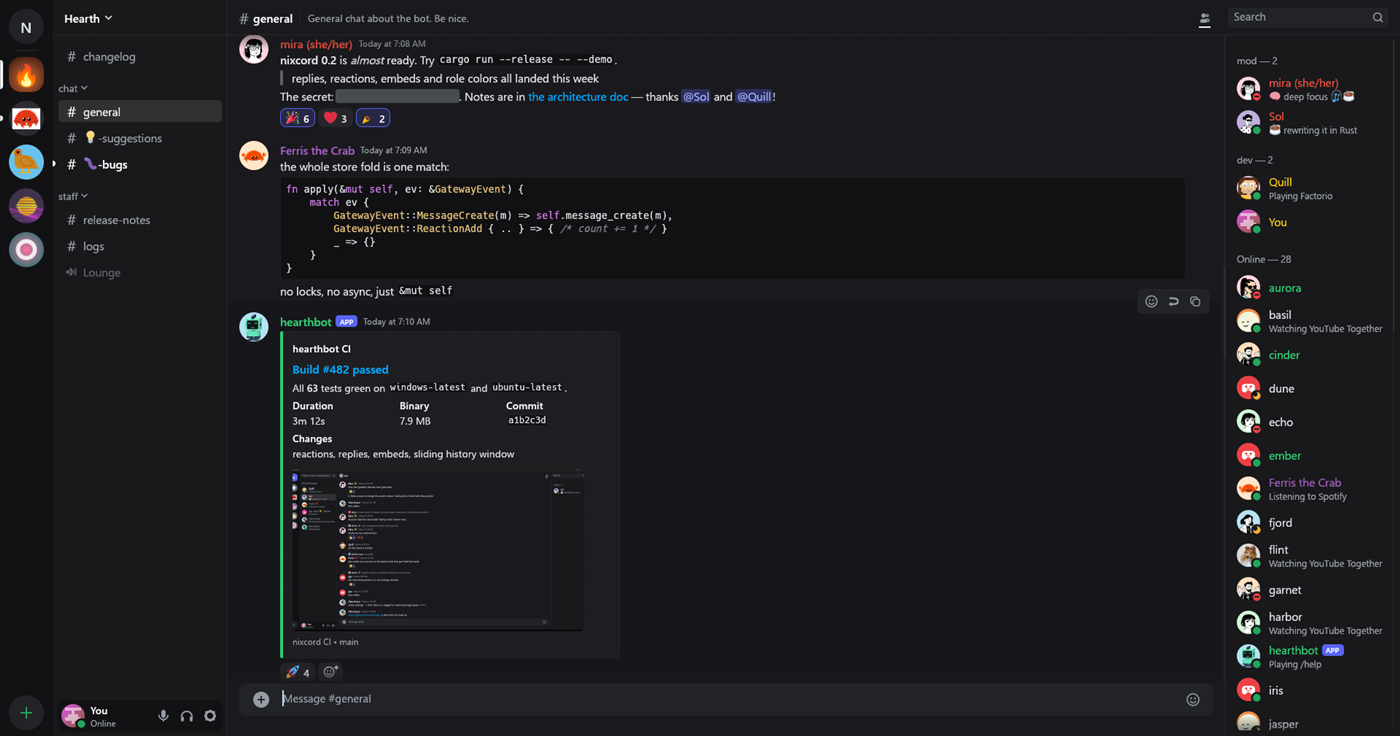 N
Hearth
changelog
chat
general
💡-suggestions
🐛-bugs
staff
release-notes
logs
Lounge
You
Online
# general
General chat about the bot. Be nice.
Search
mira (she/her) Today at 7:08 AM
nixcord 0.2 is almost ready. Try cargo run --release -- --demo.
replies, reactions, embeds and role colors all landed this week
The secret: . Notes are in the architecture doc — thanks @Sol and @Quill!
6 3 2
Ferris the Crab Today at 7:09 AM
the whole store fold is one match:
fn apply(&mut self, ev: &GatewayEvent) {
match ev {
GatewayEvent::MessageCreate(m) => self.message_create(m),
GatewayEvent::ReactionAdd { .. } => { /* count += 1 */ }
_ => {}
}
}
no locks, no async, just &mut self
hearthbot APP Today at 7:10 AM
hearthbot CI
Build #482 passed
All 63 tests green on windows-latest and ubuntu-latest.
Duration Binary Commit
3m 12s 7.9 MB a1b2c3d
Changes
reactions, replies, embeds, sliding history window
nixcord CI • main
4
Message #general
mod — 2
mira (she/her)
🧠 deep focus 🎵☕
Sol
☕ rewriting it in Rust
dev — 2
Quill
Playing Factorio
You
Online — 28
aurora
basil
Watching YouTube Together
cinder
dune
echo
ember
Ferris the Crab
Listening to Spotify
fjord
flint
Watching YouTube Together
garnet
harbor
Watching YouTube Together
hearthbot APP
Playing /help
iris
jasper